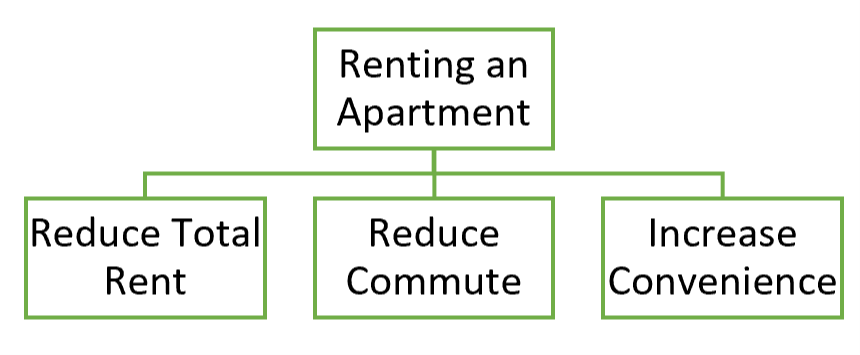 Renting an
Apartment
Reduce Total
Rent
Reduce
Commute
Increase
Convenience